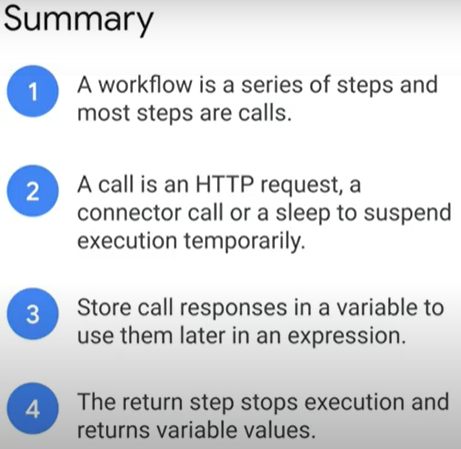 Summary
1
A workflow is a series of steps and
most steps are calls.
2
A call is an HTTP request, a
connector call or a sleep to suspend
execution temporarily.
3
Store call responses in a variable to
use them later in an expression.
4
The return step stops execution and
returns variable values.